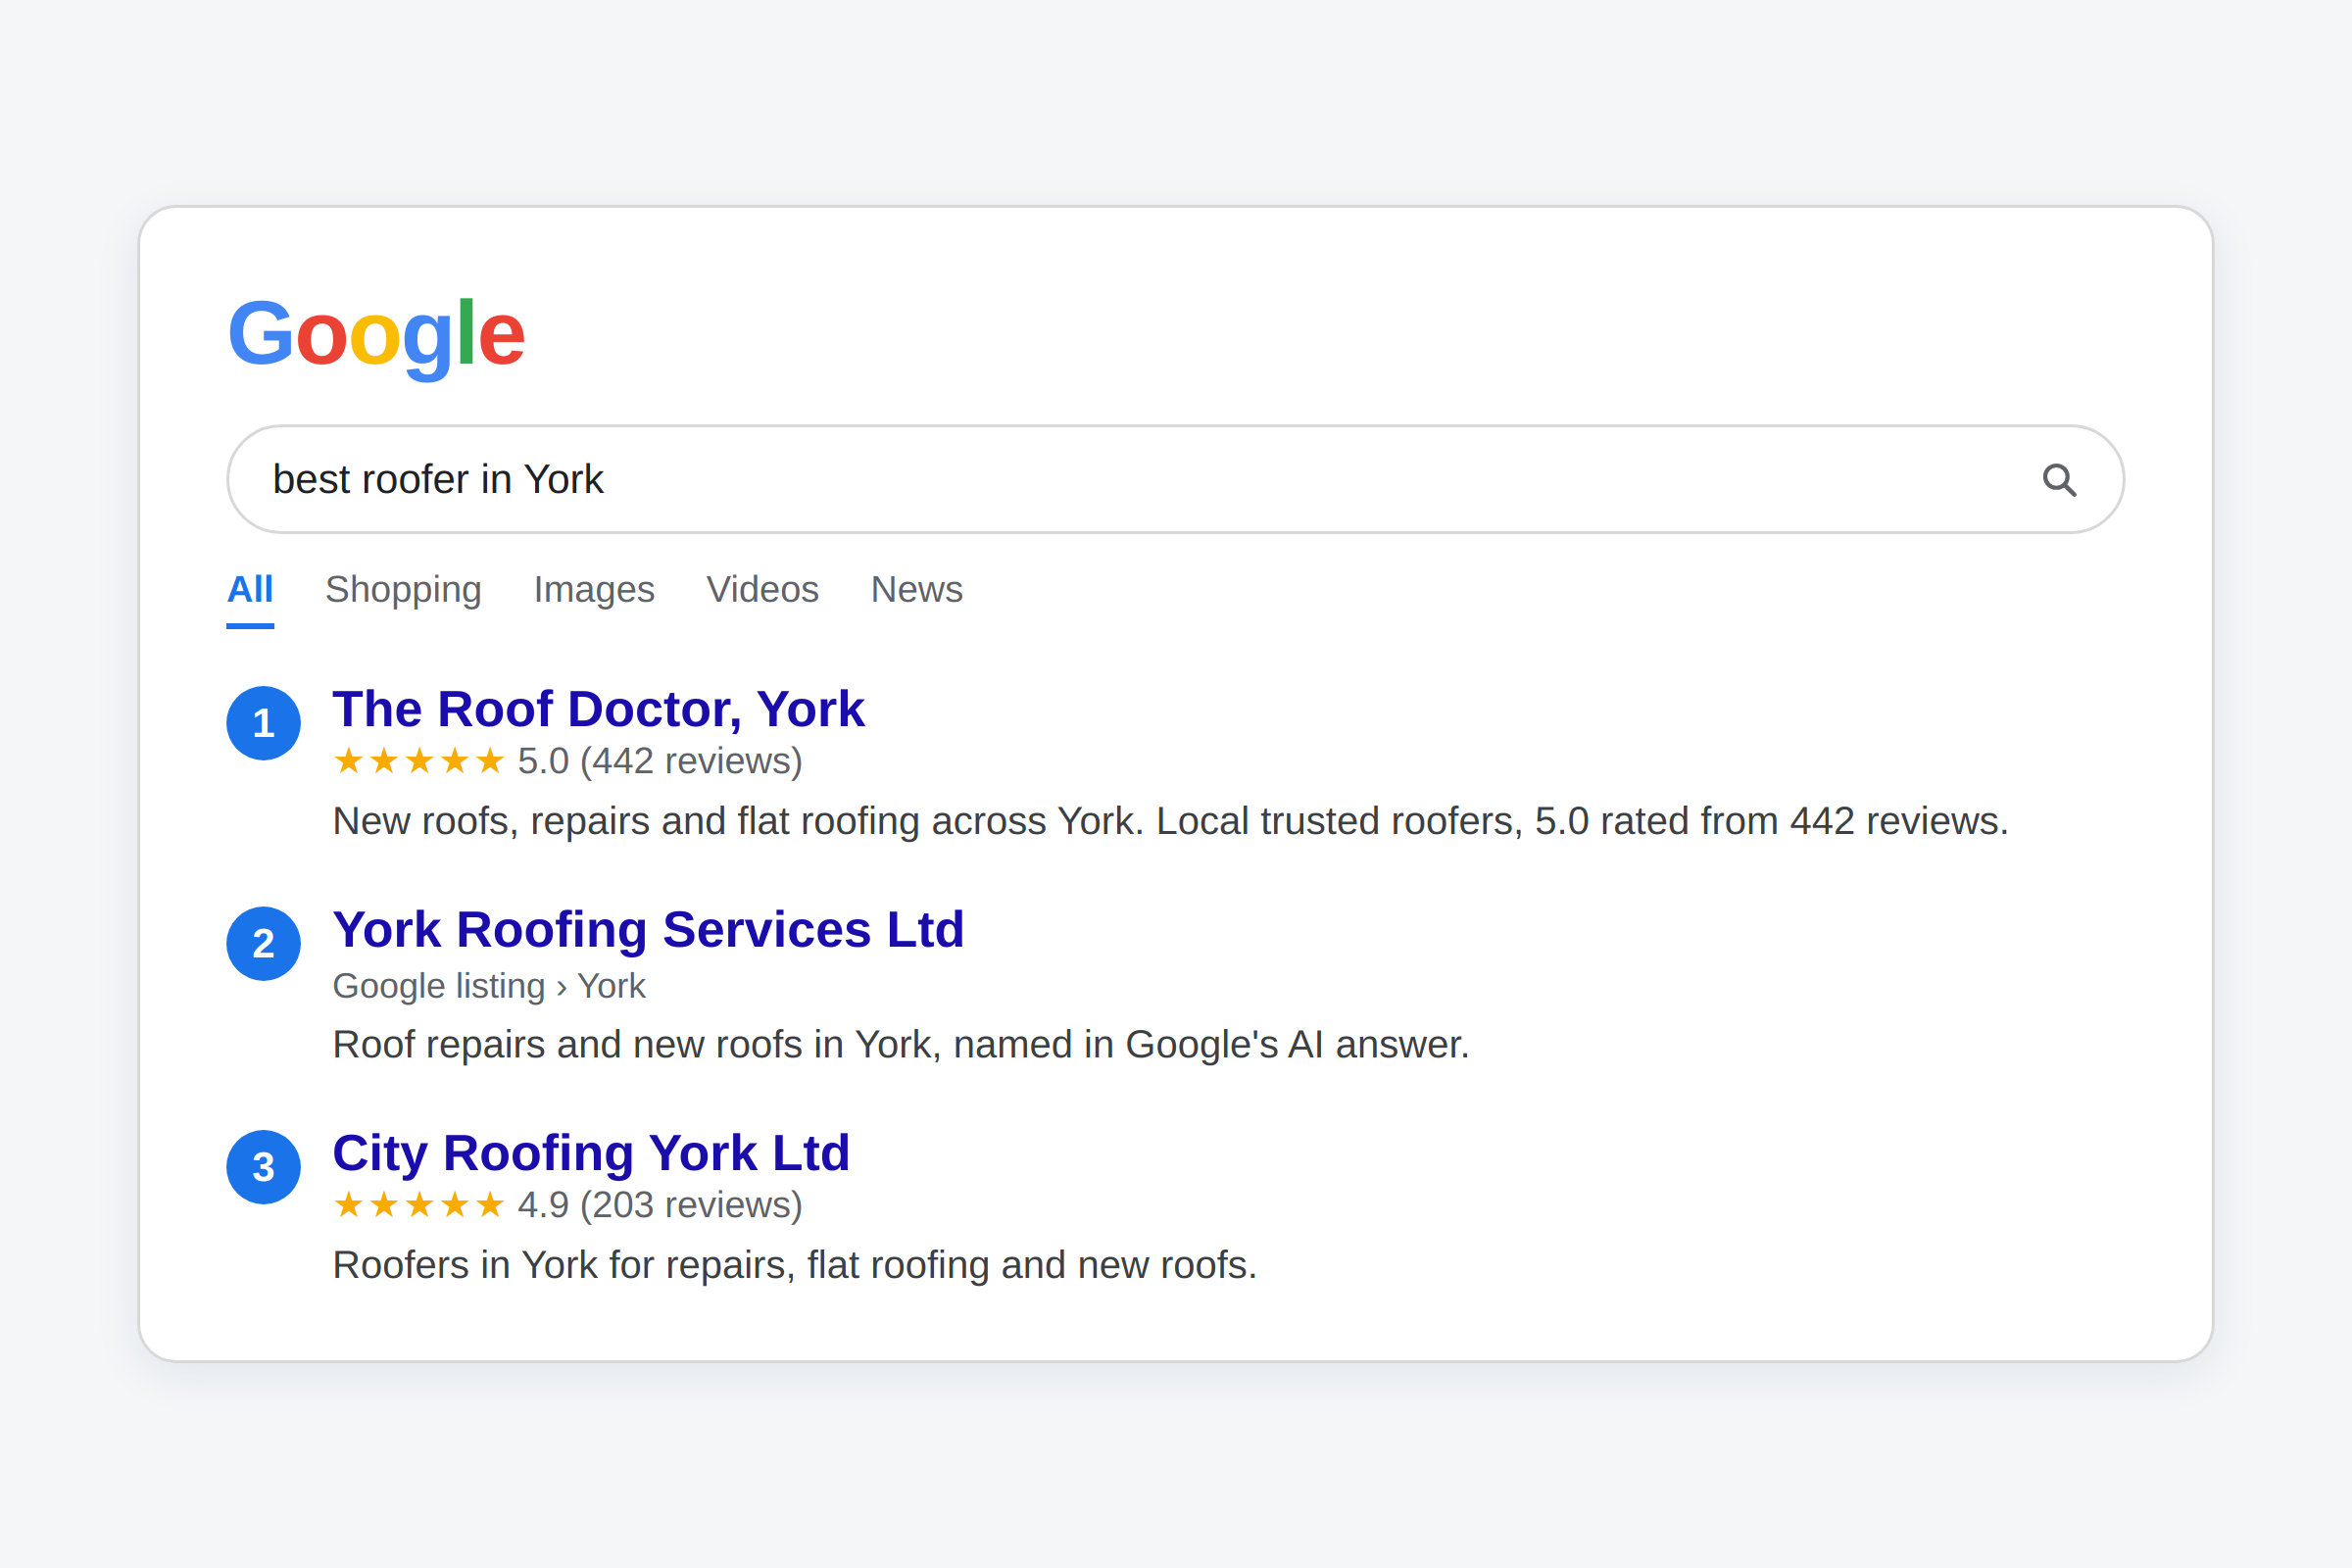 Google
best roofer in York
All Shopping Images Videos News
1 The Roof Doctor, York
★★★★★ 5.0 (442 reviews)
New roofs, repairs and flat roofing across York. Local trusted roofers, 5.0 rated from 442 reviews.
2 York Roofing Services Ltd
Google listing › York
Roof repairs and new roofs in York, named in Google's AI answer.
3 City Roofing York Ltd
★★★★★ 4.9 (203 reviews)
Roofers in York for repairs, flat roofing and new roofs.